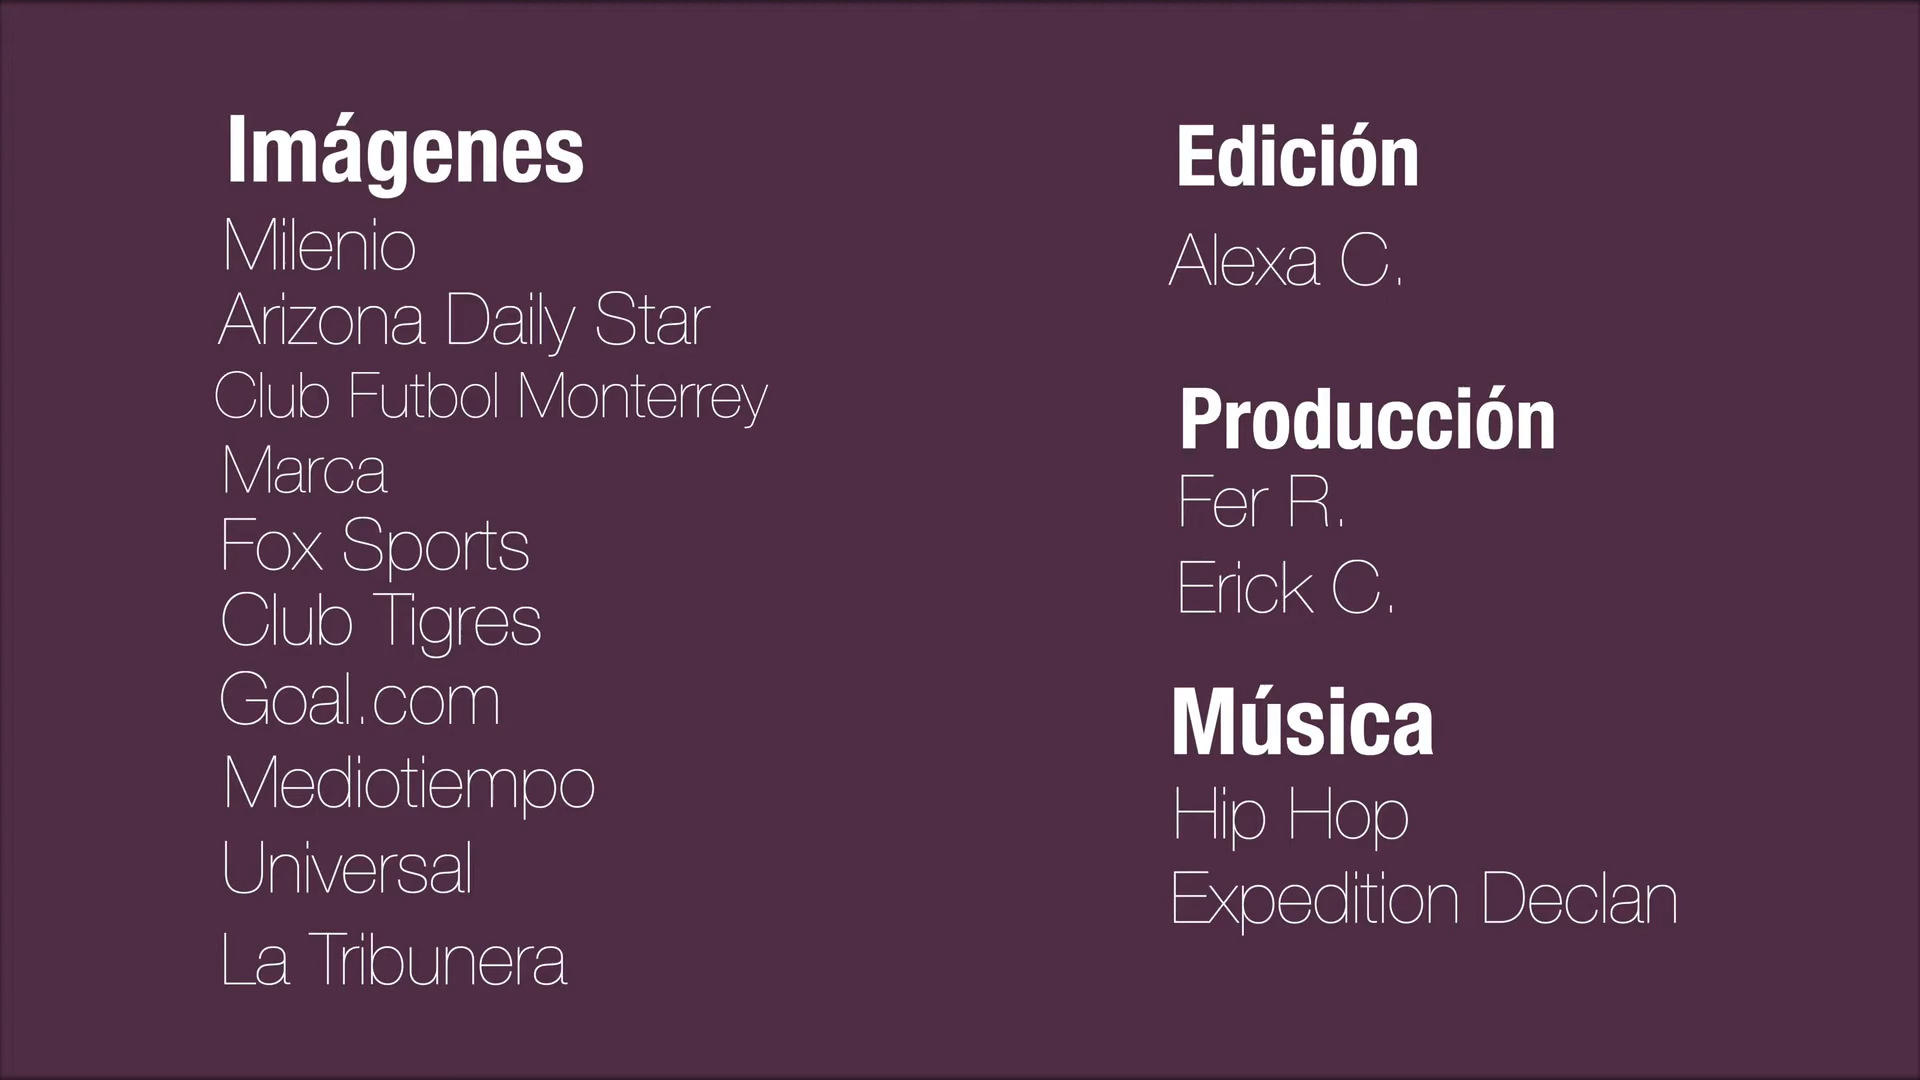 Imágenes
Milenio
Arizona Daily Star
Club Futbol Monterrey
Marca
Fox Sports
Club Tigres
Goal.com
Mediotiempo
Universal
La Tribunera
Edición
Alexa C.
Producción
Fer R.
Erick C.
Música
Hip Hop
Expedition Declan